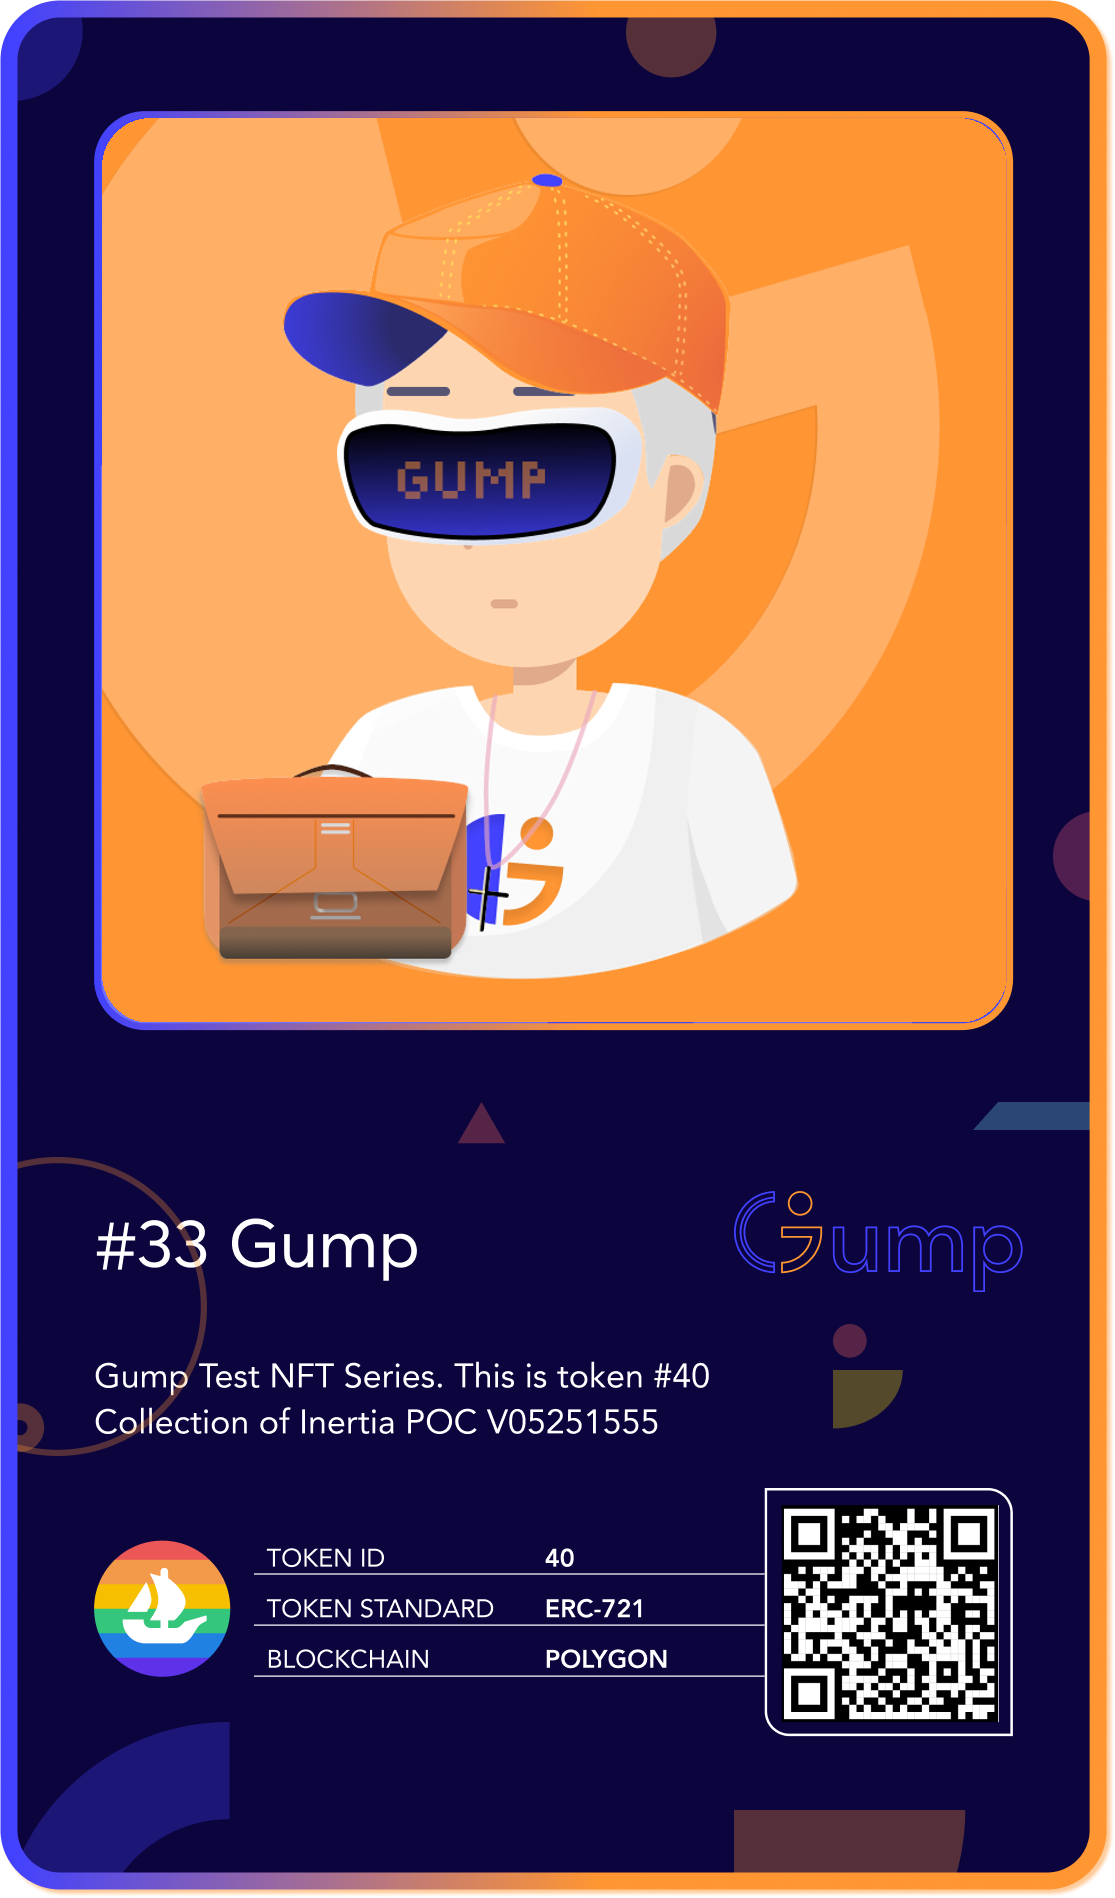 GUMP
#33 Gump
Gump
Gump Test NFT Series. This is token #40
Collection of Inertia POC V05251555
TOKEN ID 40
TOKEN STANDARD ERC-721
BLOCKCHAIN POLYGON